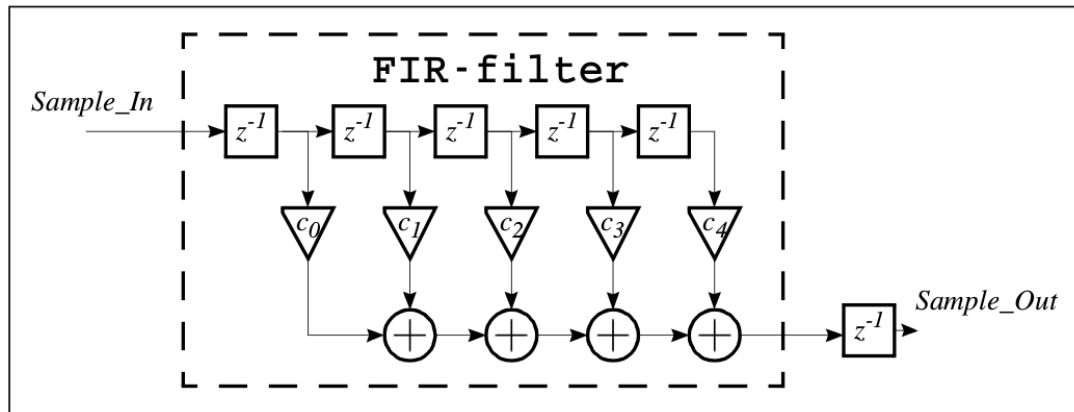 FIR-filter
Sample_In
z⁻¹ z⁻¹ z⁻¹ z⁻¹ z⁻¹
c₀ c₁ c₂ c₃ c₄
+ + + +
Sample_Out
z⁻¹